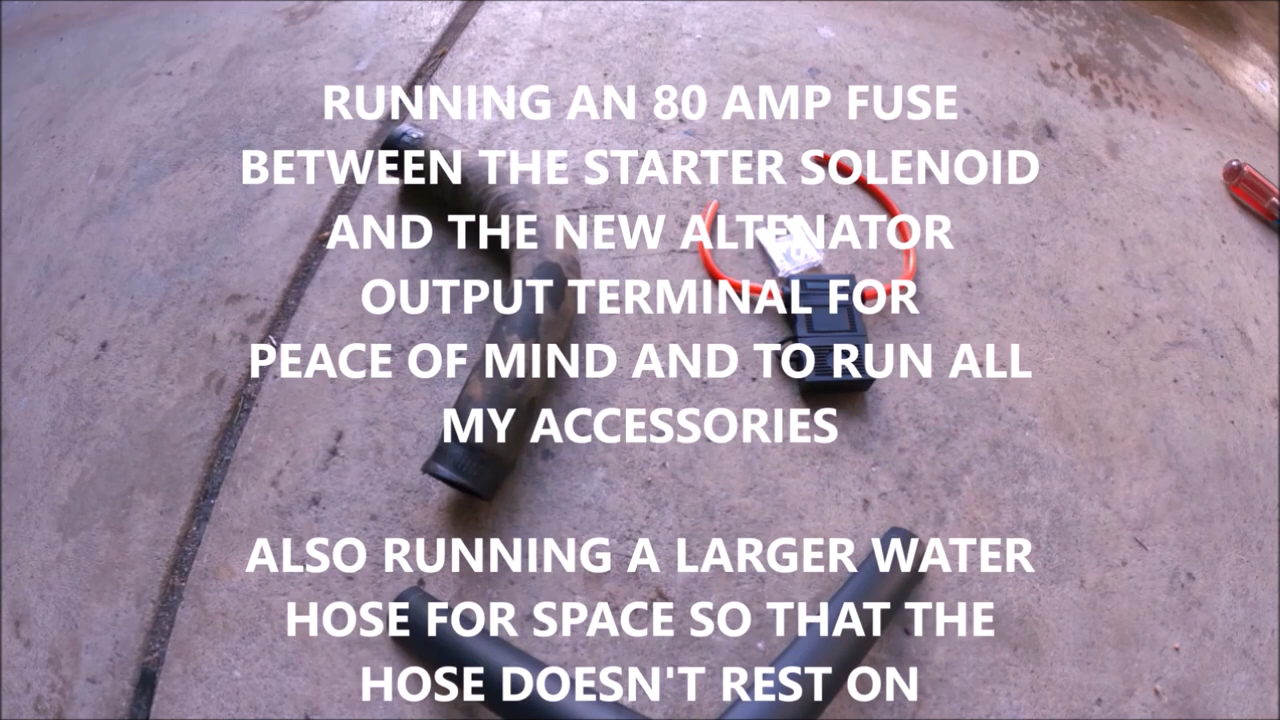 RUNNING AN 80 AMP FUSE
BETWEEN THE STARTER SOLENOID
AND THE NEW ALTENATOR
OUTPUT TERMINAL FOR
PEACE OF MIND AND TO RUN ALL
MY ACCESSORIES
ALSO RUNNING A LARGER WATER
HOSE FOR SPACE SO THAT THE
HOSE DOESN'T REST ON